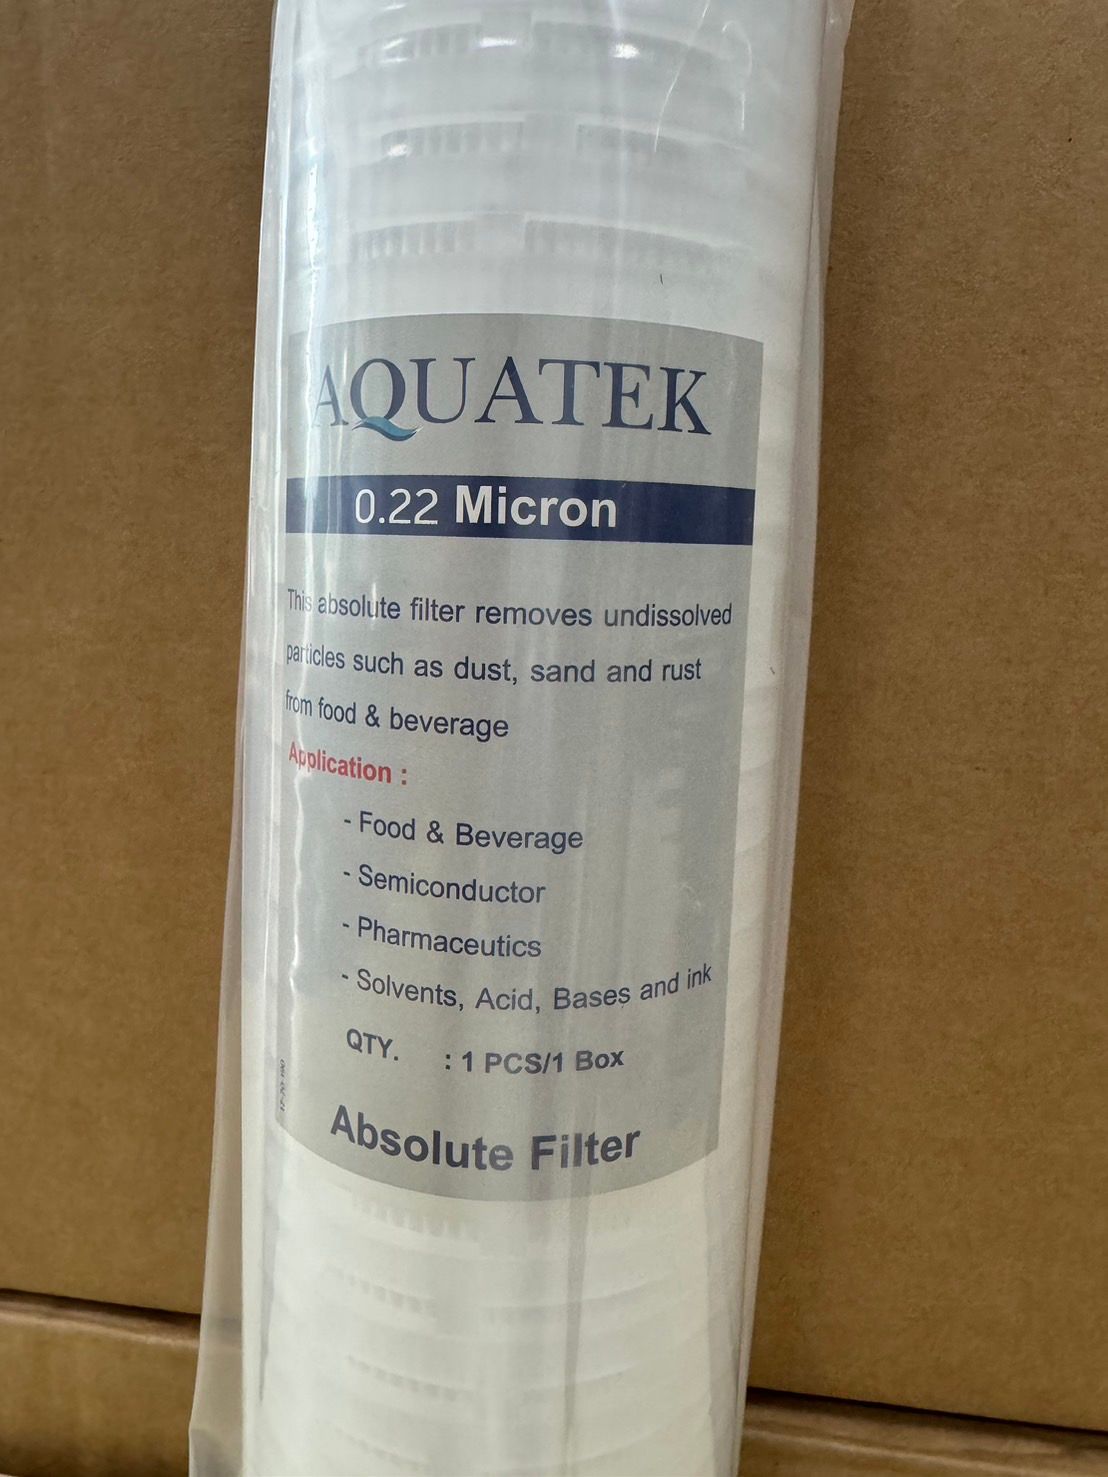 AQUATEK
0.22 Micron
This absolute filter removes undissolved
particles such as dust, sand and rust
from food & beverage
Application :
- Food & Beverage
- Semiconductor
- Pharmaceutics
- Solvents, Acid, Bases and ink
QTY. : 1 PCS/1 Box
Absolute Filter